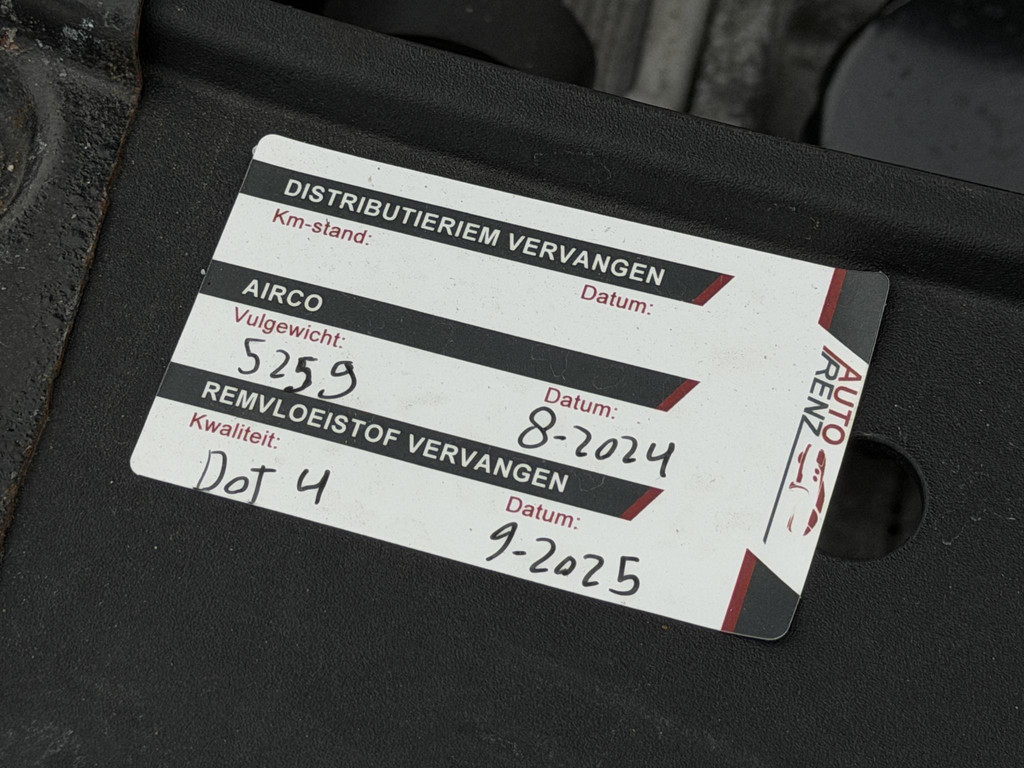 DISTRIBUTIERIEM VERVANGEN
Km-stand:
Datum:
AIRCO
Vulgewicht:
525g
Datum:
8-2024
REMVLOEISTOF VERVANGEN
Kwaliteit:
Dot 4
Datum:
9-2025
AUTO
RENZ